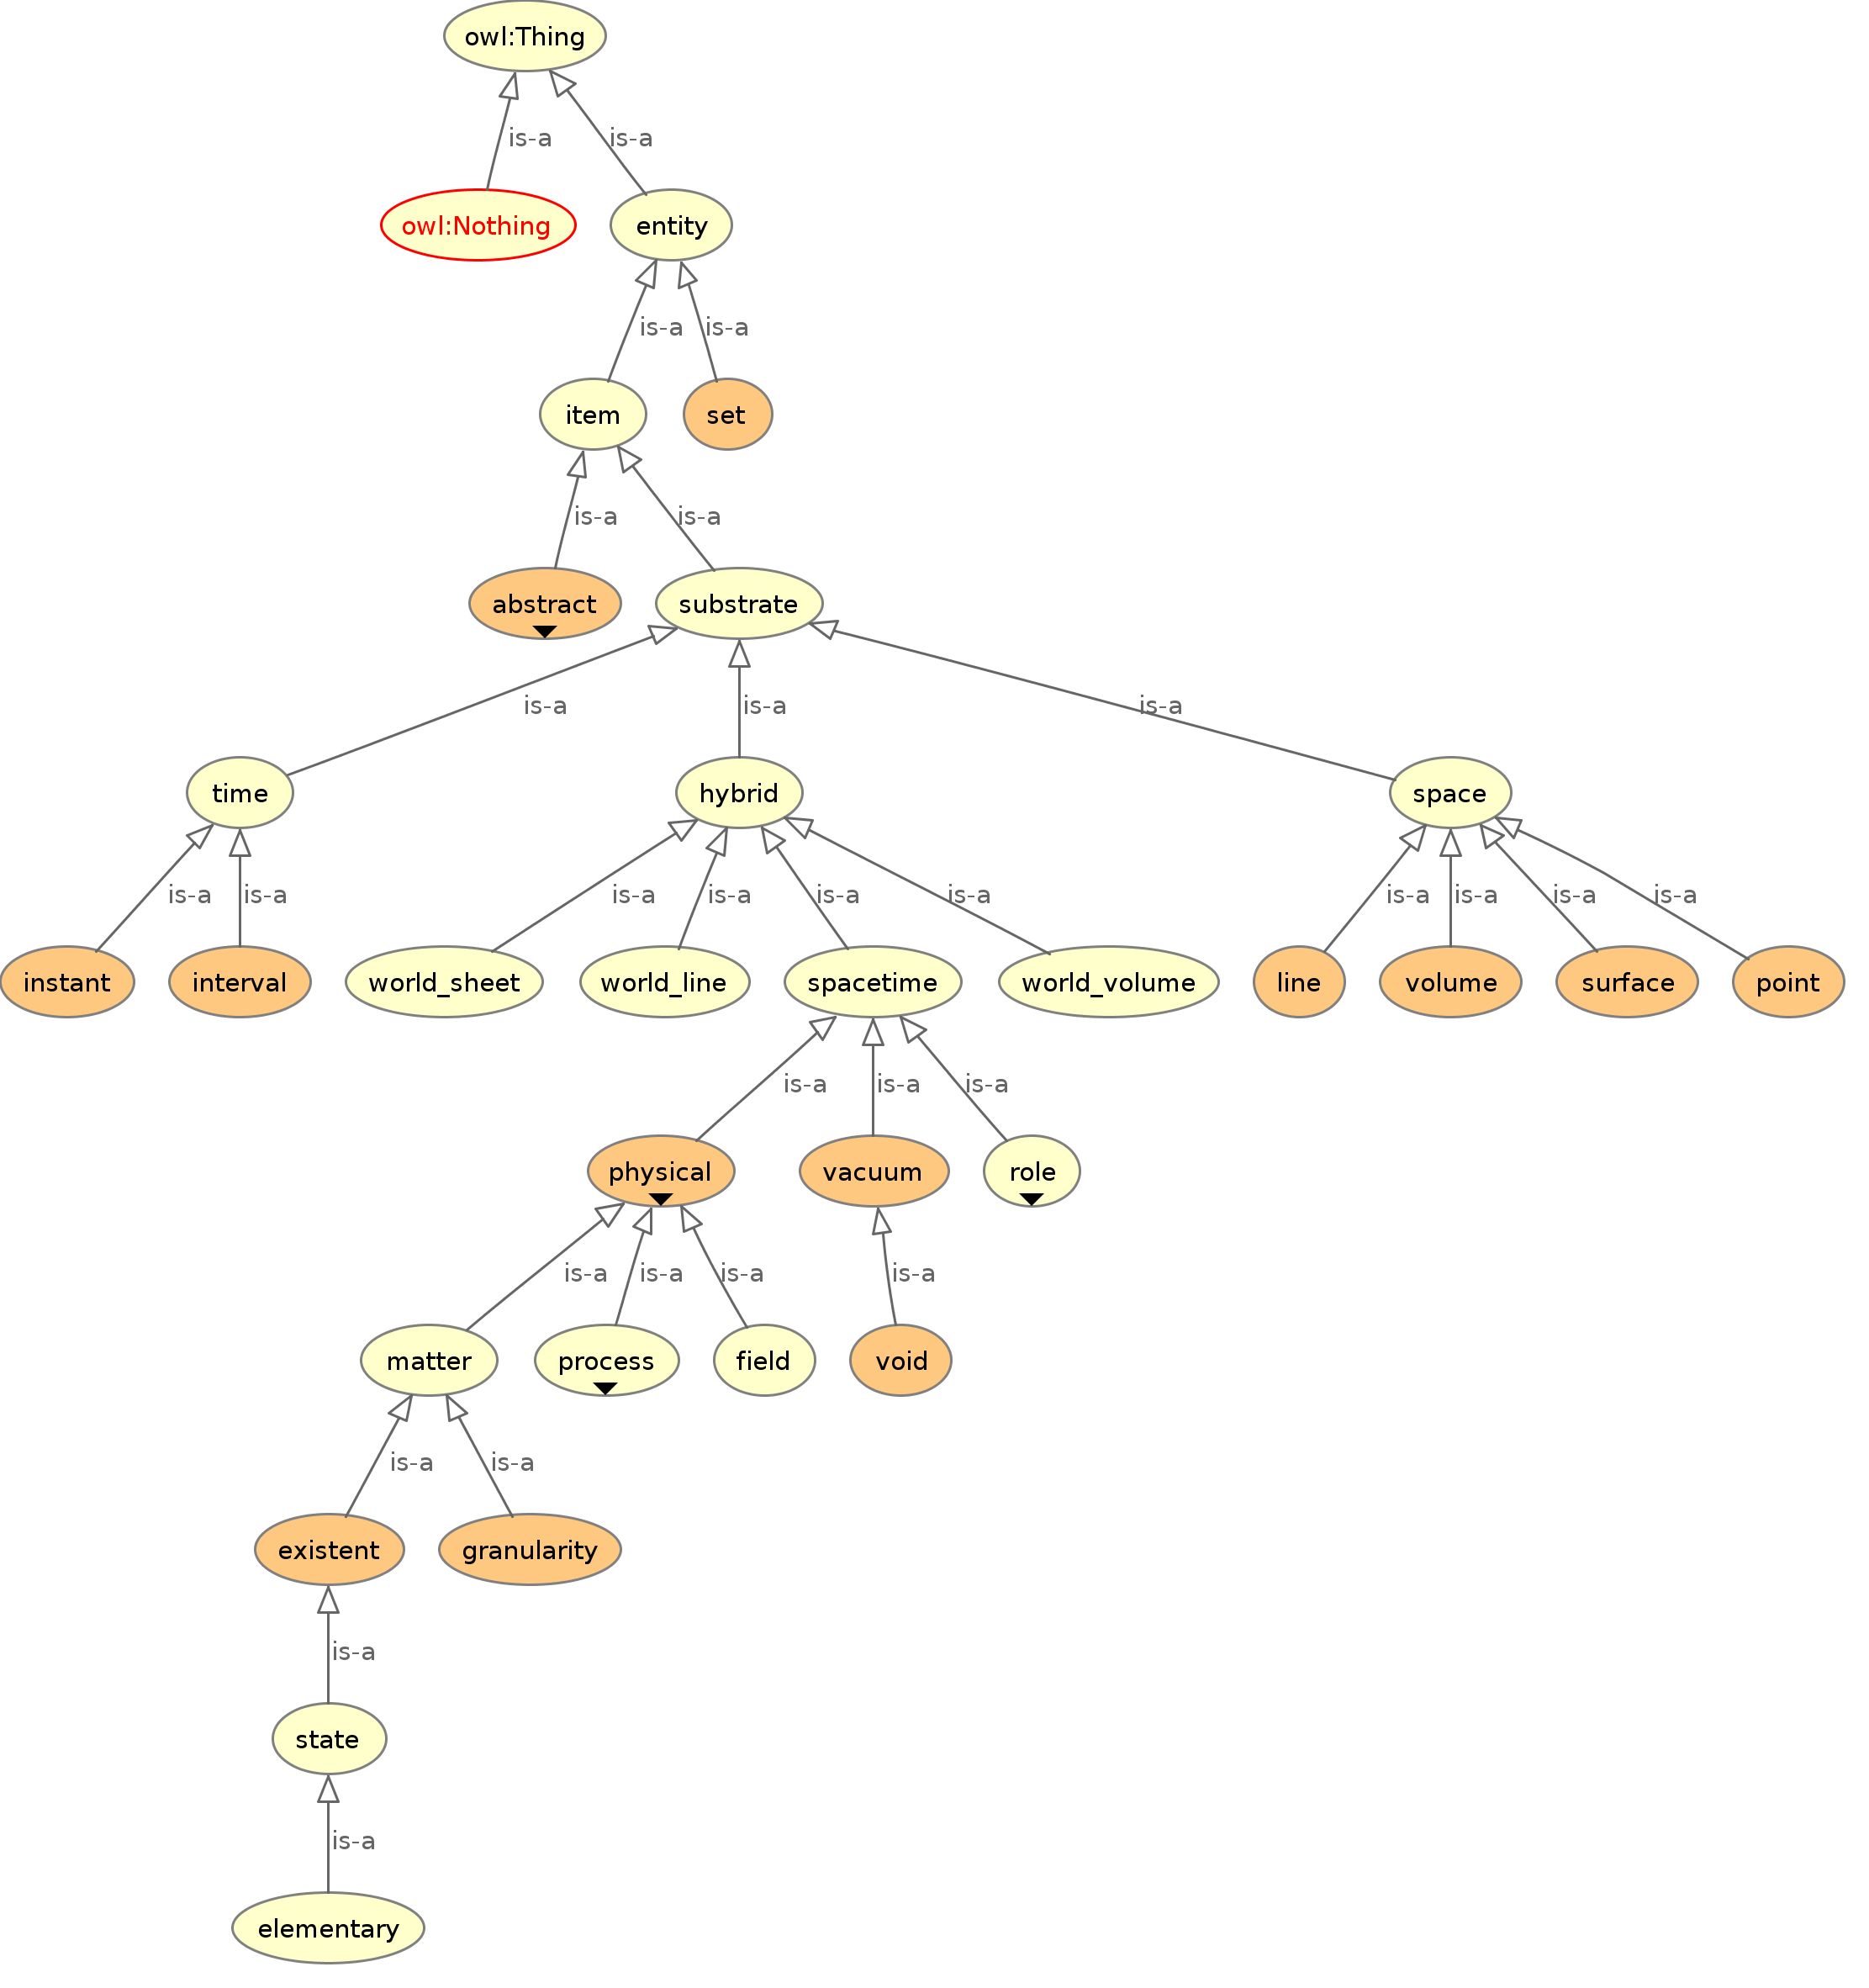 owl:Thing
is-a is-a
owl:Nothing entity
is-a is-a
item set
is-a is-a
abstract substrate
is-a is-a is-a
time hybrid space
is-a is-a is-a is-a is-a is-a is-a is-a is-a is-a
instant interval world_sheet world_line spacetime world_volume line volume surface point
is-a is-a is-a
physical vacuum role
is-a is-a is-a is-a
matter process field void
is-a is-a
existent granularity
is-a
state
is-a
elementary